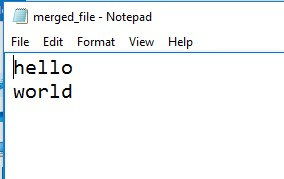 merged_file - Notepad
File Edit Format View Help
hello
world